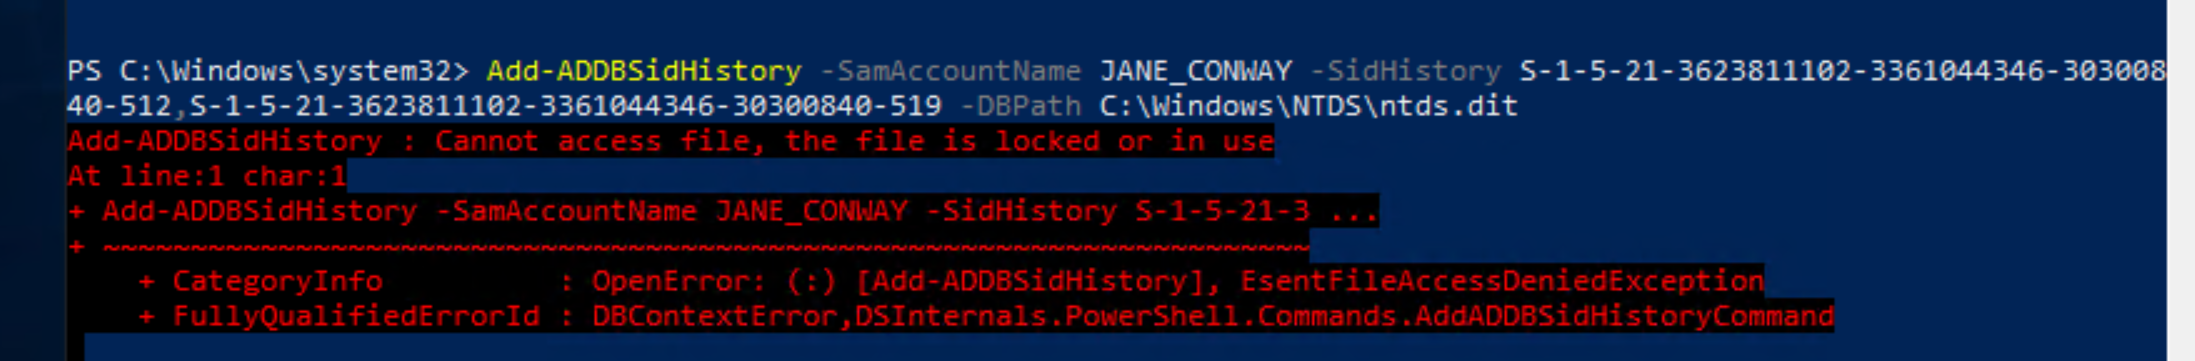 PS C:\Windows\system32> Add-ADDBSidHistory -SamAccountName JANE_CONWAY -SidHistory S-1-5-21-3623811102-3361044346-303008
40-512,S-1-5-21-3623811102-3361044346-30300840-519 -DBPath C:\Windows\NTDS\ntds.dit
Add-ADDBSidHistory : Cannot access file, the file is locked or in use
At line:1 char:1
+ Add-ADDBSidHistory -SamAccountName JANE_CONWAY -SidHistory S-1-5-21-3 ...
+ ~~~~~~~~~~~~~~~~~~~~~~~~~~~~~~~~~~~~~~~~~~~~~~~~~~~~~~~~~~~~~~~~~~~~~
    + CategoryInfo          : OpenError: (:) [Add-ADDBSidHistory], EsentFileAccessDeniedException
    + FullyQualifiedErrorId : DBContextError,DSInternals.PowerShell.Commands.AddADDBSidHistoryCommand